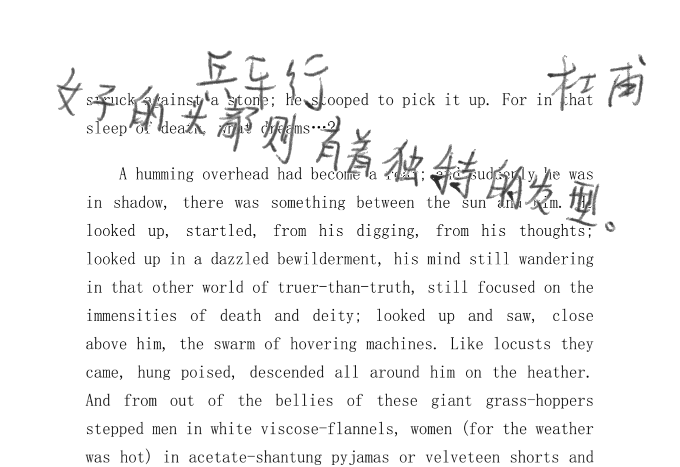 兵车行 杜甫
女子的头部则有着独特的发型。
struck against a stone; he stooped to pick it up. For in that
sleep of death, what dreams…?
A humming overhead had become a roar; and suddenly he was
in shadow, there was something between the sun and him. He
looked up, startled, from his digging, from his thoughts;
looked up in a dazzled bewilderment, his mind still wandering
in that other world of truer-than-truth, still focused on the
immensities of death and deity; looked up and saw, close
above him, the swarm of hovering machines. Like locusts they
came, hung poised, descended all around him on the heather.
And from out of the bellies of these giant grass-hoppers
stepped men in white viscose-flannels, women (for the weather
was hot) in acetate-shantung pyjamas or velveteen shorts and